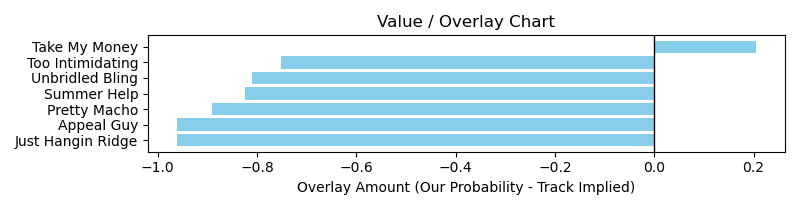 Value / Overlay Chart
Take My Money
Too Intimidating
Unbridled Bling
Summer Help
Pretty Macho
Appeal Guy
Just Hangin Ridge
−1.0 −0.8 −0.6 −0.4 −0.2 0.0 0.2
Overlay Amount (Our Probability - Track Implied)